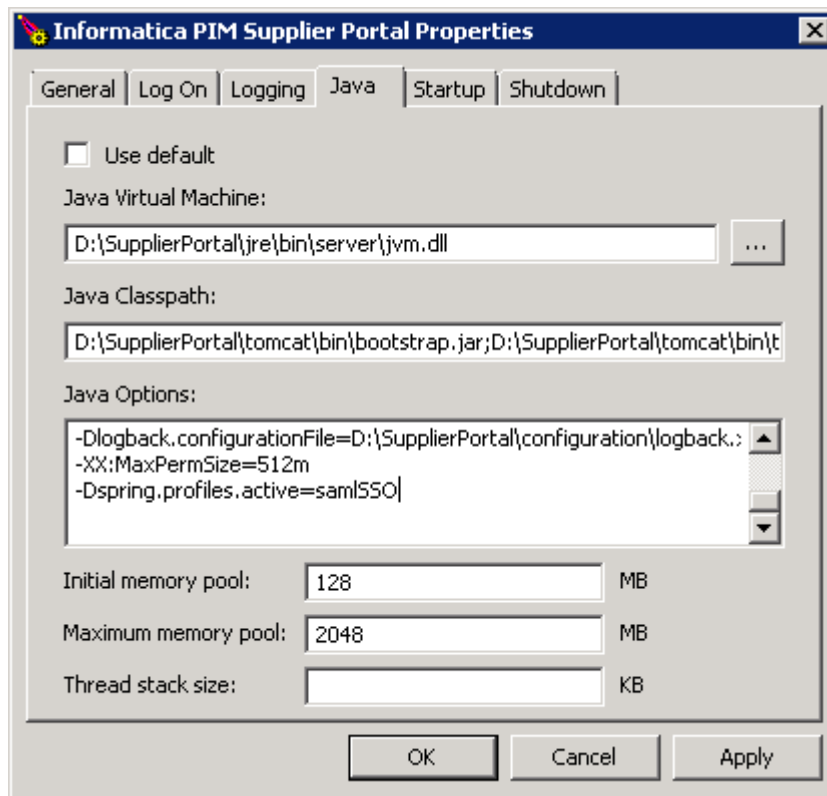 Informatica PIM Supplier Portal Properties
General Log On Logging Java Startup Shutdown
Use default
Java Virtual Machine:
D:\SupplierPortal\jre\bin\server\jvm.dll
...
Java Classpath:
D:\SupplierPortal\tomcat\bin\bootstrap.jar;D:\SupplierPortal\tomcat\bin\t
Java Options:
-Dlogback.configurationFile=D:\SupplierPortal\configuration\logback.
-XX:MaxPermSize=512m
-Dspring.profiles.active=samlSSO
Initial memory pool: 128 MB
Maximum memory pool: 2048 MB
Thread stack size: KB
OK Cancel Apply